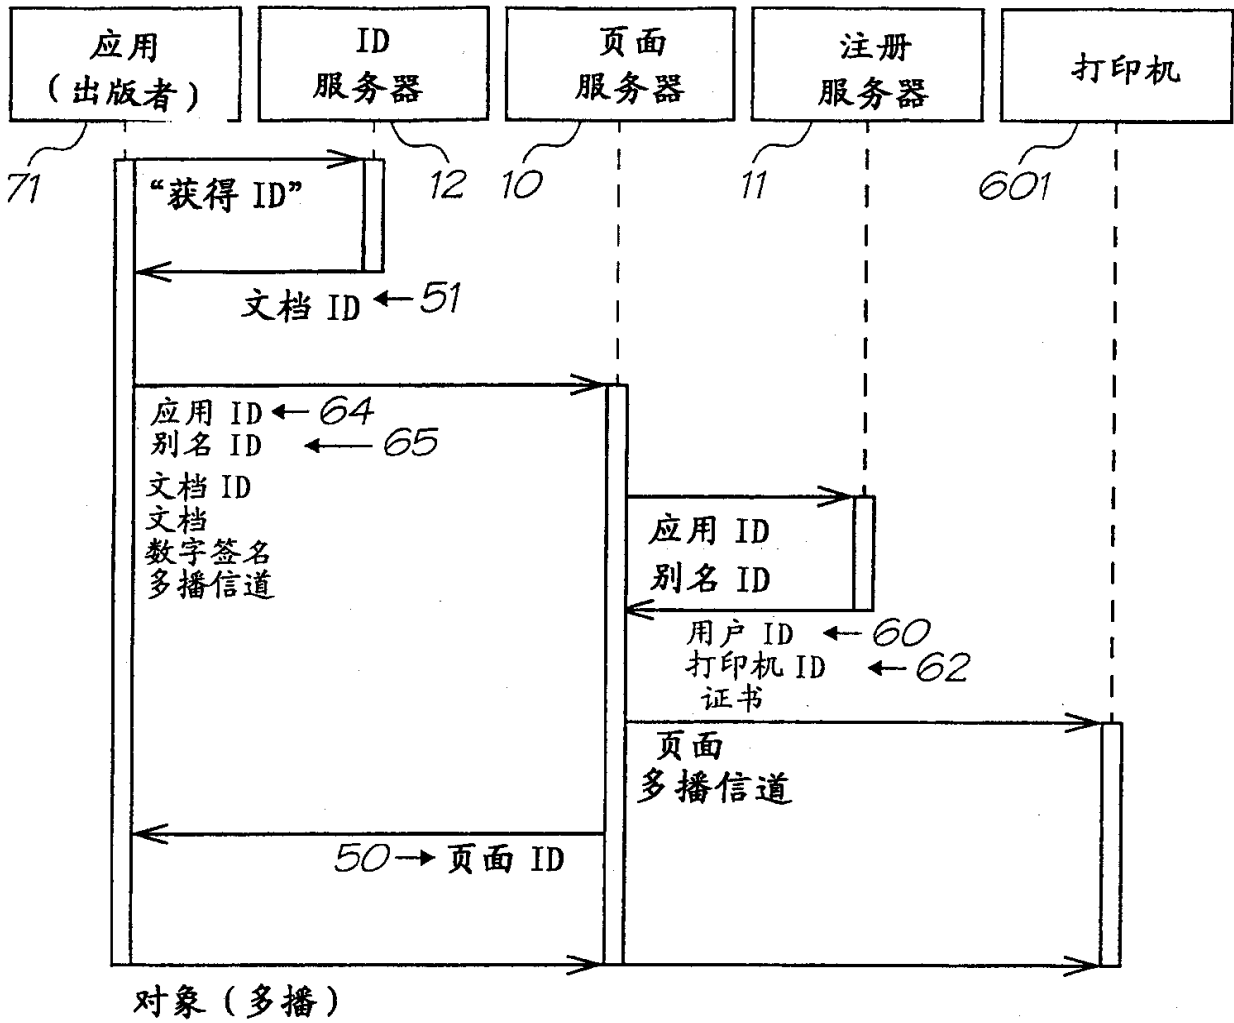 应用
(出版者)
ID
服务器
页面
服务器
注册
服务器
打印机
71
12
10
11
601
“获得 ID”
文档 ID
51
应用 ID
64
别名 ID
65
文档 ID
文档
数字签名
多播信道
应用 ID
别名 ID
用户 ID
60
打印机 ID
62
证书
页面
多播信道
50
页面 ID
对象(多播)